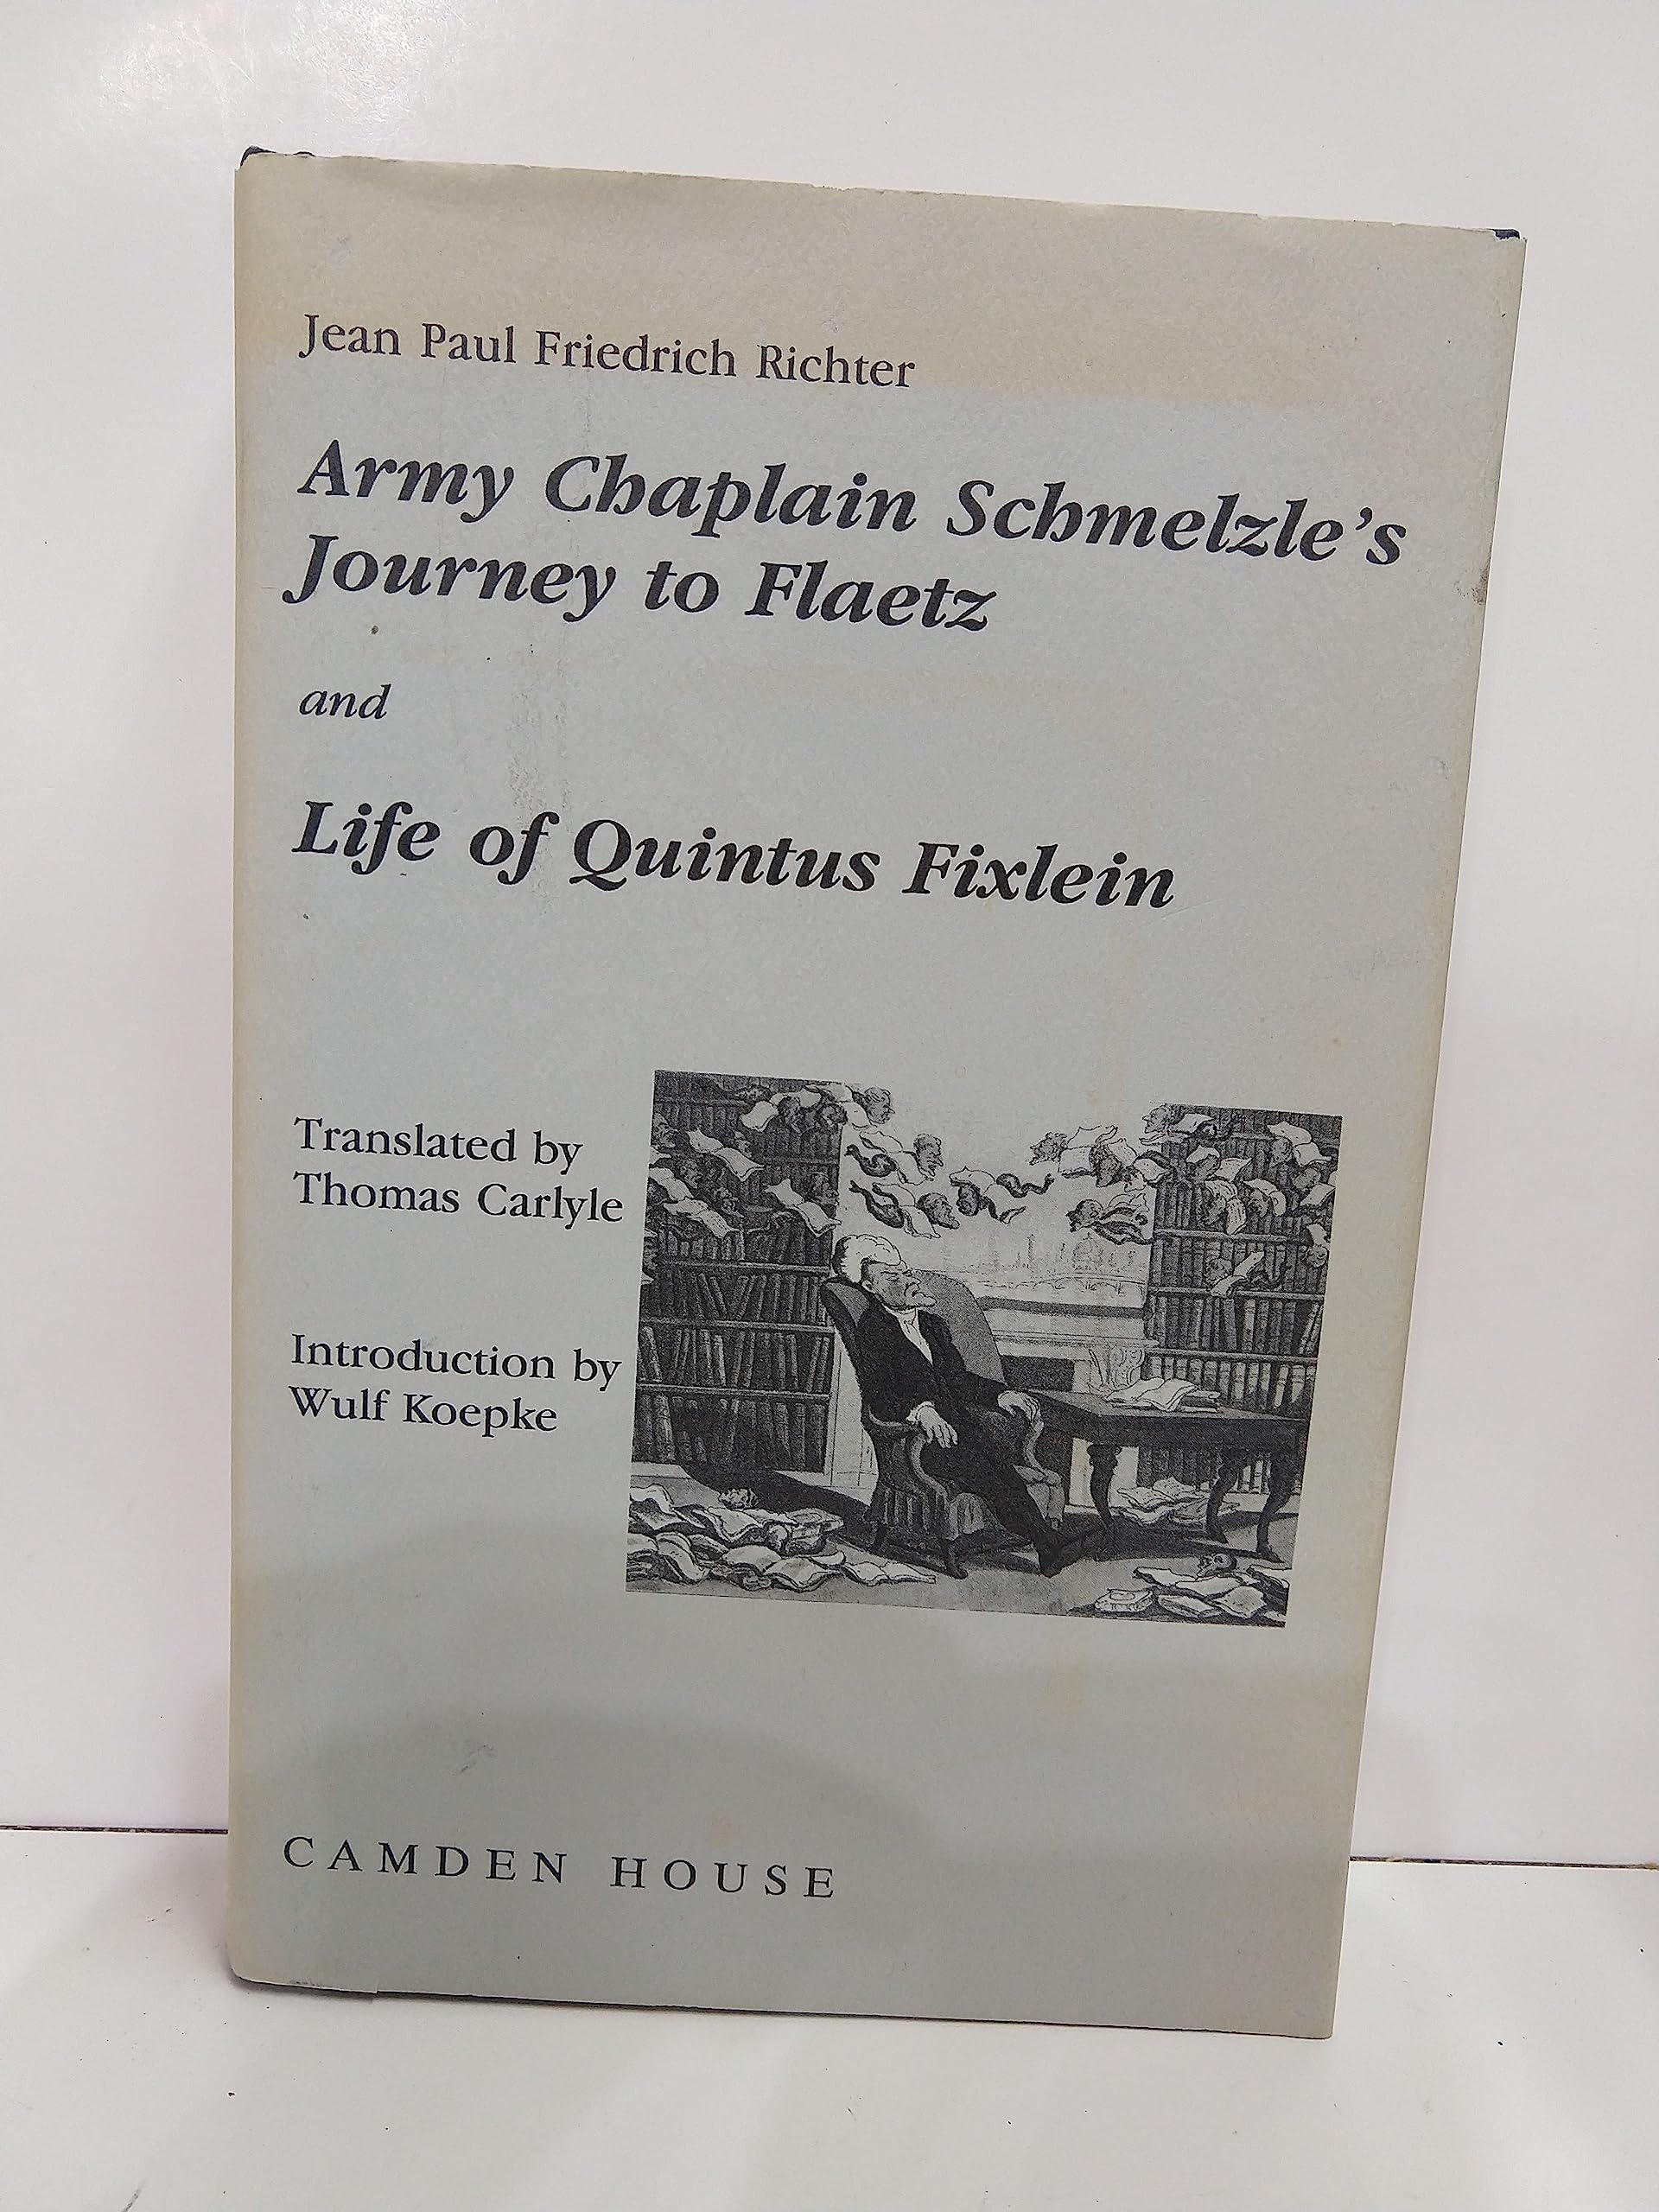 Jean Paul Friedrich Richter
Army Chaplain Schmelzle's
Journey to Flaetz
and
Life of Quintus Fixlein
Translated by
Thomas Carlyle
Introduction by
Wulf Koepke
CAMDEN HOUSE